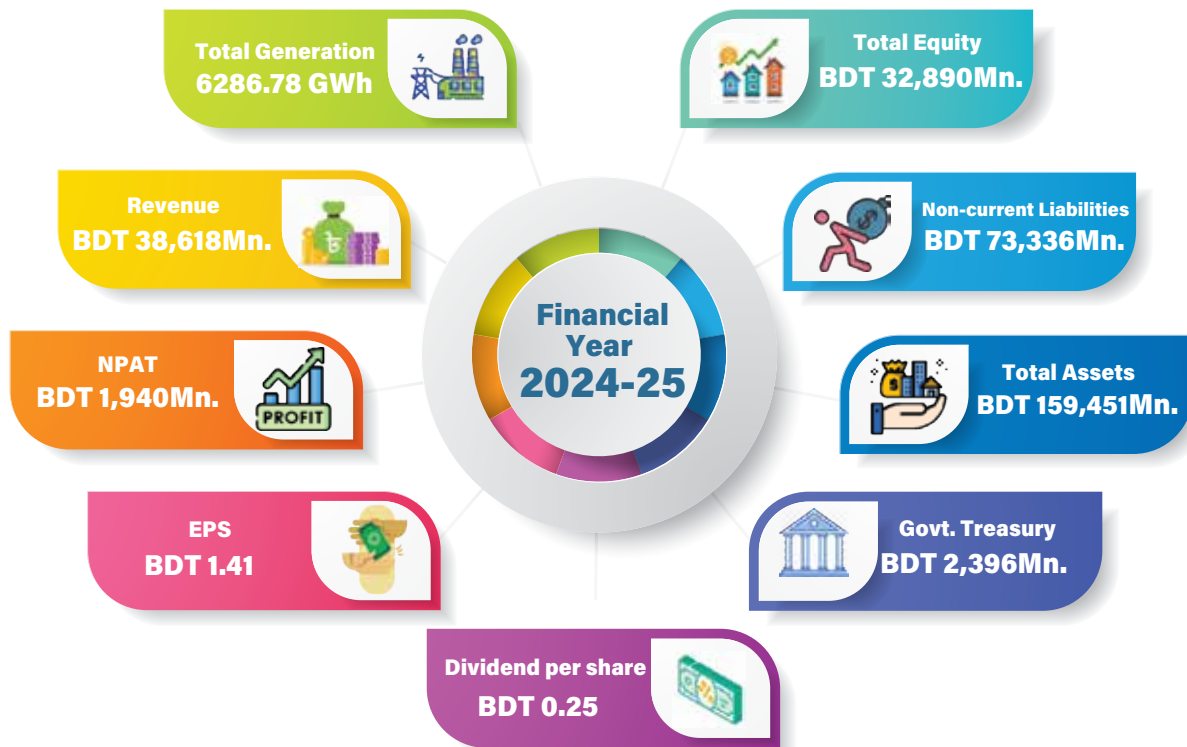 Total Generation
6286.78 GWh
Total Equity
BDT 32,890Mn.
Revenue
BDT 38,618Mn.
Non-current Liabilities
BDT 73,336Mn.
Financial
Year
2024-25
NPAT
BDT 1,940Mn.
PROFIT
Total Assets
BDT 159,451Mn.
EPS
BDT 1.41
Govt. Treasury
BDT 2,396Mn.
Dividend per share
BDT 0.25